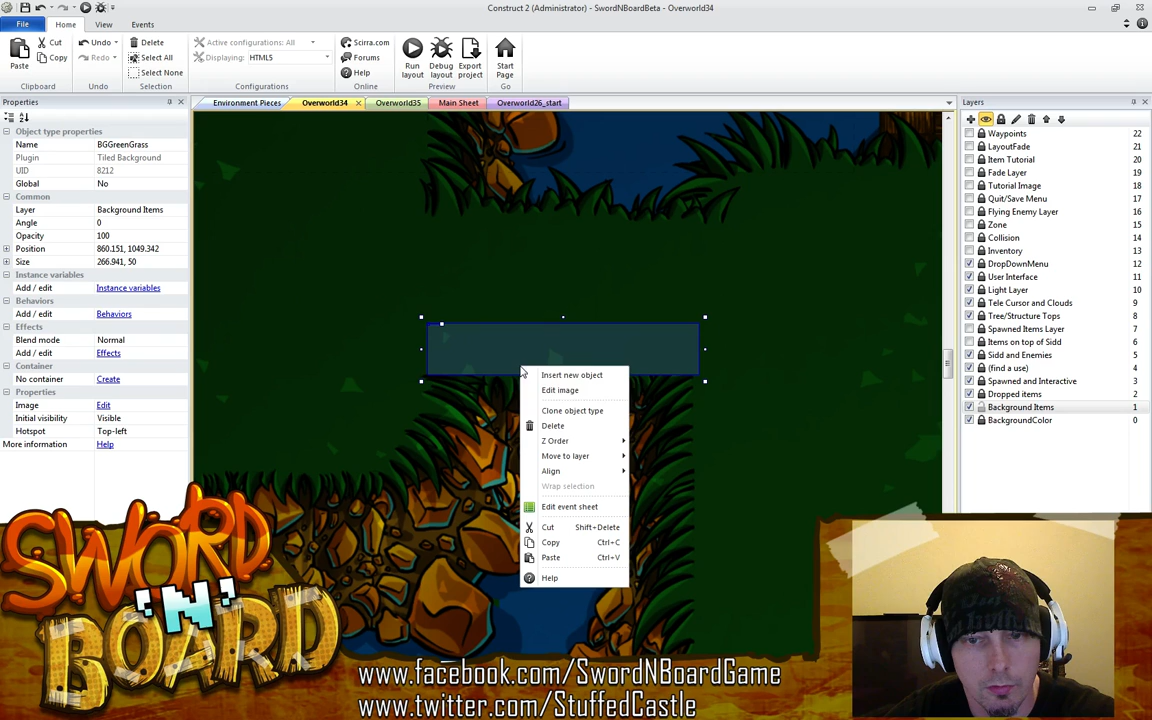 Construct 2 (Administrator) - SwordNBoardBeta - Overworld34
File Home View Events
Paste Cut Copy Clipboard
Undo Redo Undo
Delete Select All Select None Selection
Active configurations: All
Displaying: HTML5
Configurations
Scirra.com Forums Help Online
Run layout Debug layout Export project Preview
Start Page Go
Properties
Environment Pieces Overworld34 Overworld35 Main Sheet Overworld26_start
Layers
Object type properties
Name BGGreenGrass
Plugin Tiled Background
UID 8212
Global No
Common
Layer Background Items
Angle 0
Opacity 100
Position 860.151, 1049.342
Size 266.941, 50
Instance variables
Add / edit Instance variables
Behaviors
Add / edit Behaviors
Effects
Blend mode Normal
Add / edit Effects
Container
No container Create
Properties
Image Edit
Initial visibility Visible
Hotspot Top-left
More information Help
Insert new object
Edit image
Clone object type
Delete
Z Order
Move to layer
Align
Wrap selection
Edit event sheet
Cut Shift+Delete
Copy Ctrl+C
Paste Ctrl+V
Help
Waypoints 22
LayoutFade 21
Item Tutorial 20
Fade Layer 19
Tutorial Image 18
Quit/Save Menu 17
Flying Enemy Layer 16
Zone 15
Collision 14
Inventory 13
DropDownMenu 12
User Interface 11
Light Layer 10
Tele Cursor and Clouds 9
Tree/Structure Tops 8
Spawned Items Layer 7
Items on top of Sidd 6
Sidd and Enemies 5
(find a use) 4
Spawned and Interactive 3
Dropped items 2
Background Items 1
BackgroundColor 0
SWORD
'N'
BOARD
www.facebook.com/SwordNBoardGame
www.twitter.com/StuffedCastle